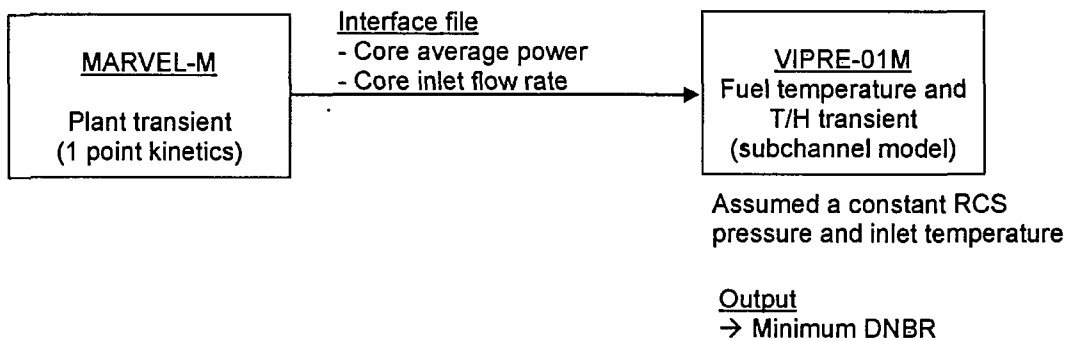 MARVEL-M
Plant transient
(1 point kinetics)
Interface file
- Core average power
- Core inlet flow rate
VIPRE-01M
Fuel temperature and
T/H transient
(subchannel model)
Assumed a constant RCS
pressure and inlet temperature
Output
→ Minimum DNBR